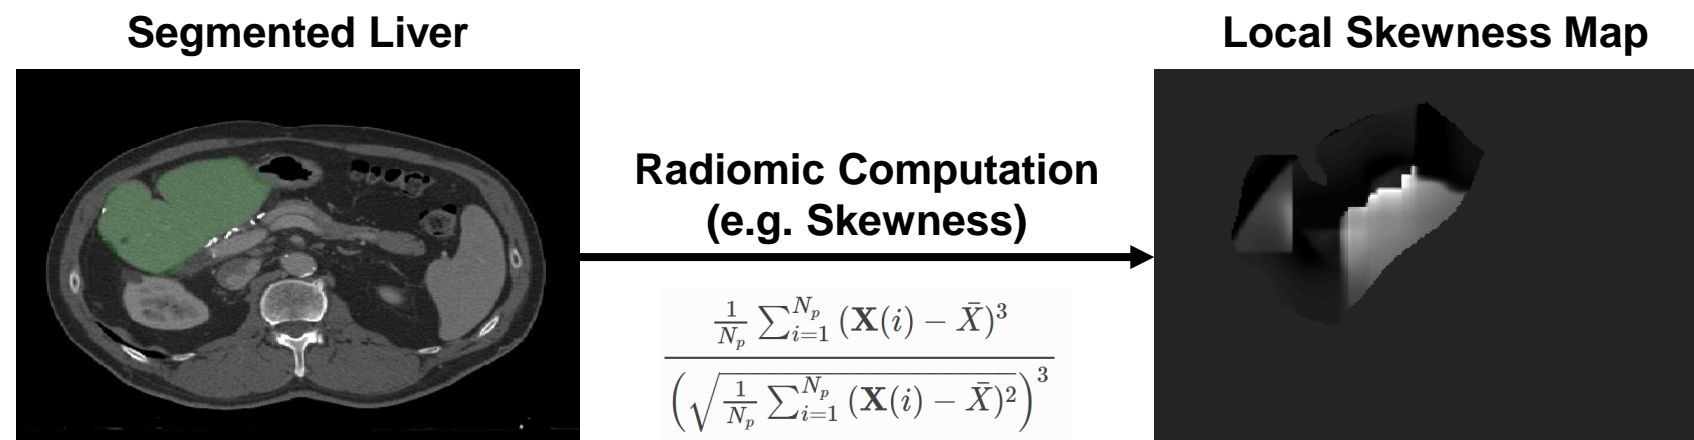 Segmented Liver
Local Skewness Map
Radiomic Computation
(e.g. Skewness)
\frac{\frac{1}{N_p} \sum_{i=1}^{N_p} (\mathbf{X}(i) - \bar{X})^3}{\left(\sqrt{\frac{1}{N_p} \sum_{i=1}^{N_p} (\mathbf{X}(i) - \bar{X})^2}\right)^3}